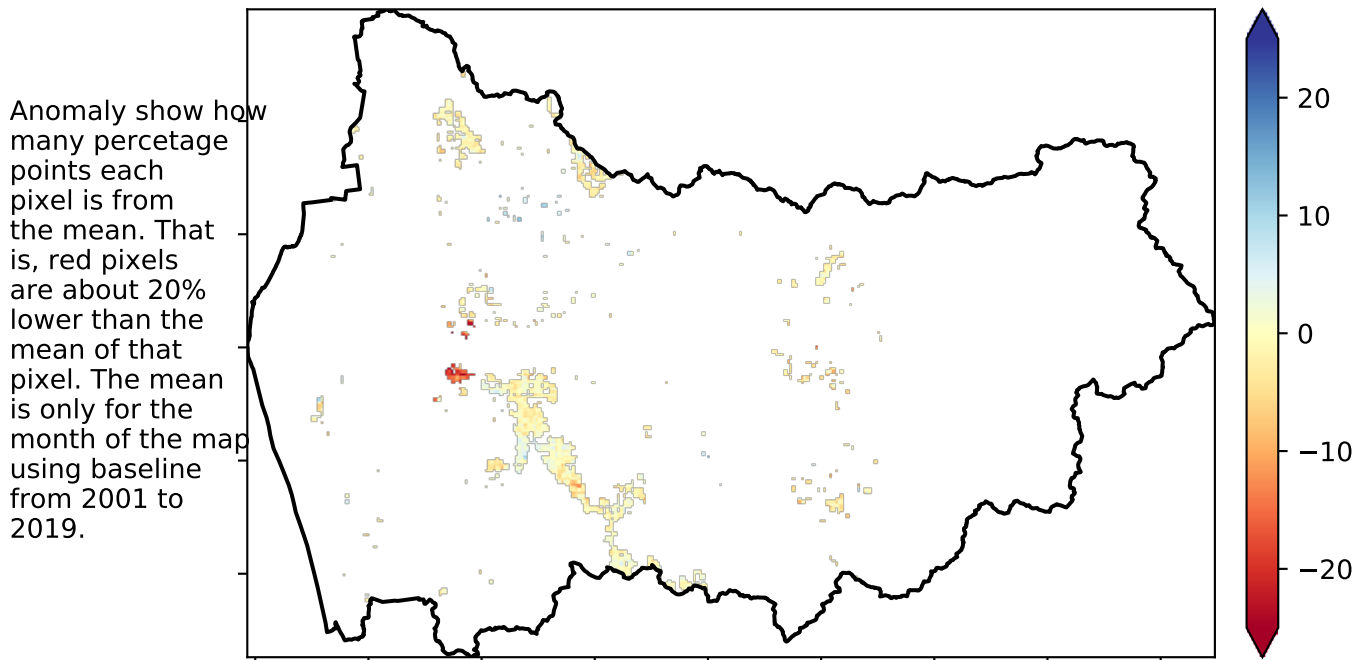 Anomaly show how
many percetage
points each
pixel is from
the mean. That
is, red pixels
are about 20%
lower than the
mean of that
pixel. The mean
is only for the
month of the map
using baseline
from 2001 to
2019.
20
10
0
−10
−20